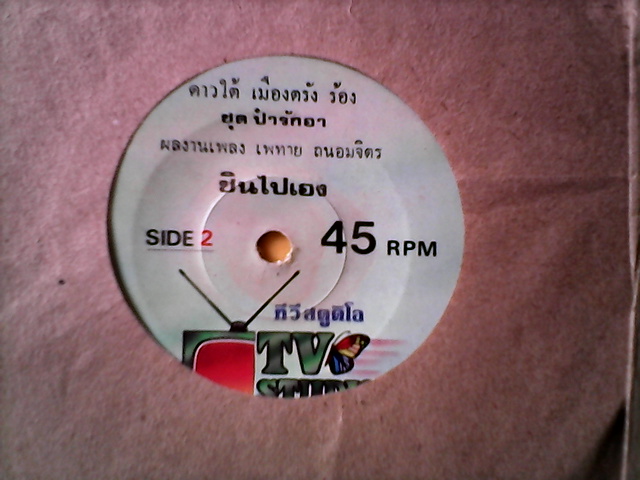 ดาวใต้ เมืองตรัง ร้อง
ชุด ป๋ารักอา
ผลงานเพลง เพทาย ถนอมจิตร
ชินไปเอง
SIDE 2
45 RPM
ทีวีสตูดิโอ
TV